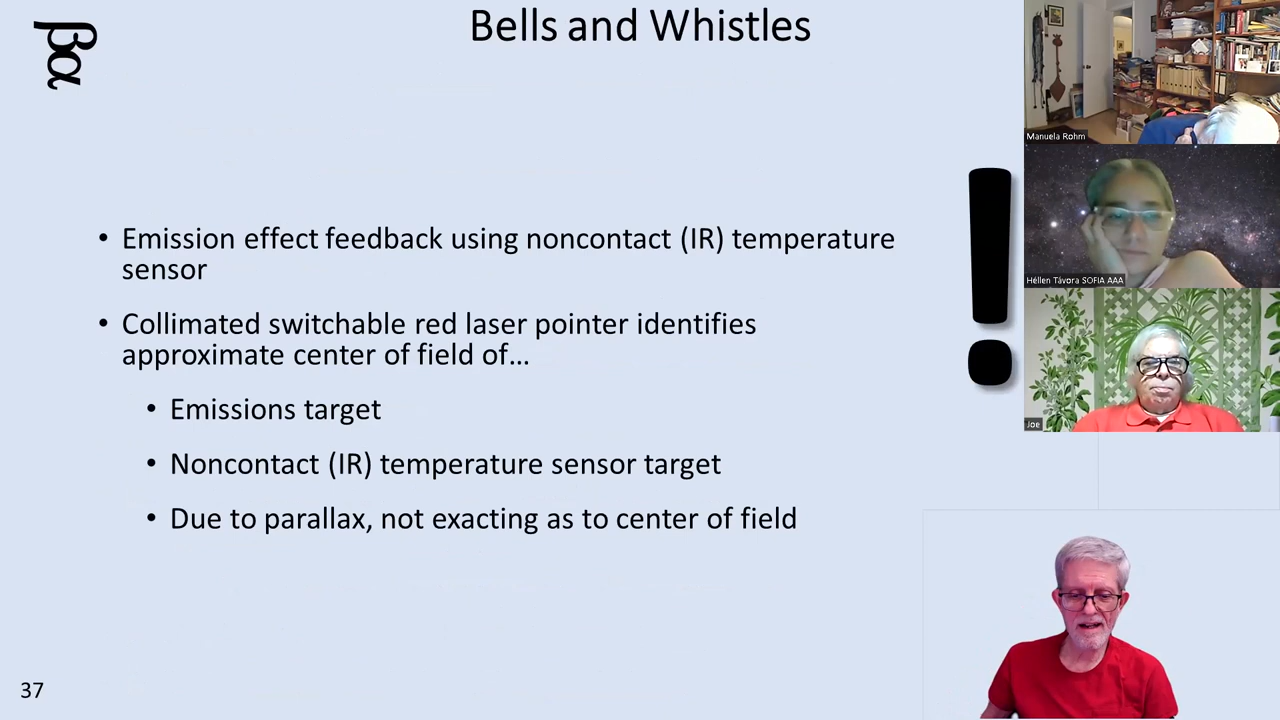 βα
Bells and Whistles
• Emission effect feedback using noncontact (IR) temperature
sensor
• Collimated switchable red laser pointer identifies
approximate center of field of…
• Emissions target
• Noncontact (IR) temperature sensor target
• Due to parallax, not exacting as to center of field
!
37
Manuela Rohm
Héllen Távora SOFIA AAA
Joe